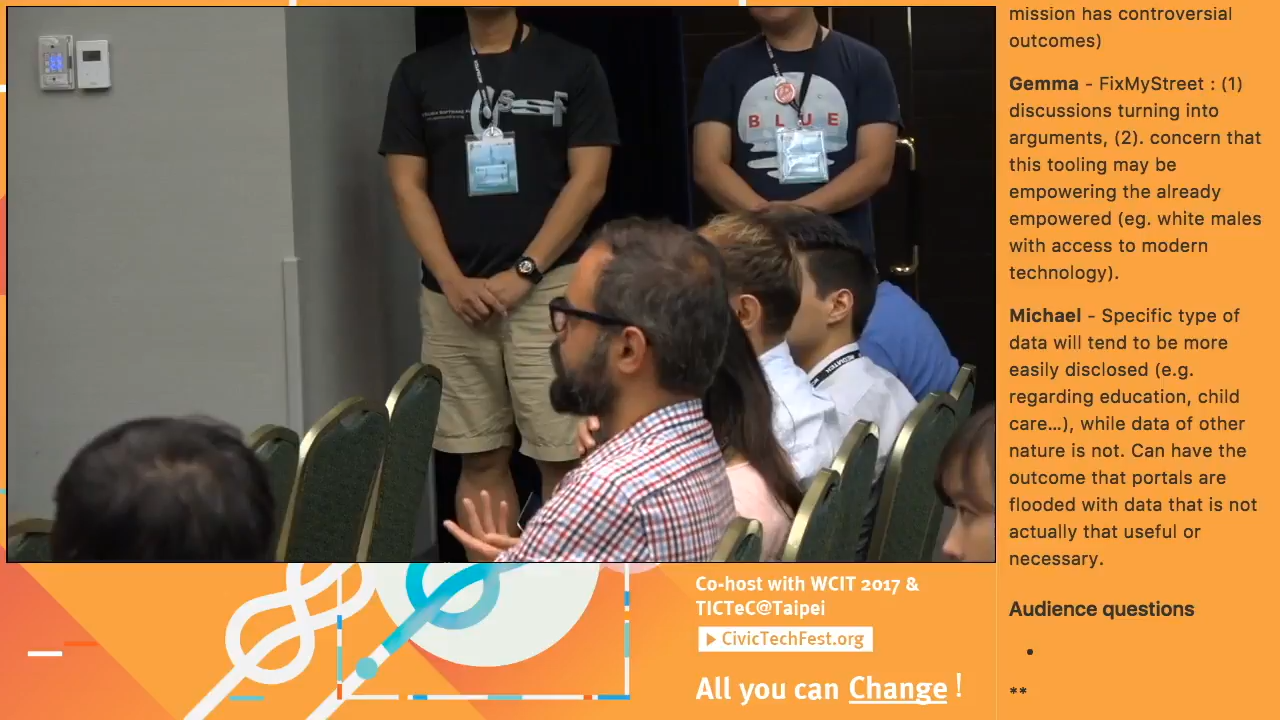 mission has controversial
outcomes)
Gemma - FixMyStreet : (1)
discussions turning into
arguments, (2). concern that
this tooling may be
empowering the already
empowered (eg. white males
with access to modern
technology).
Michael - Specific type of
data will tend to be more
easily disclosed (e.g.
regarding education, child
care...), while data of other
nature is not. Can have the
outcome that portals are
flooded with data that is not
actually that useful or
necessary.
Audience questions
•
**
BLUE
Co-host with WCIT 2017 &
TICTeC@Taipei
CivicTechFest.org
All you can Change !